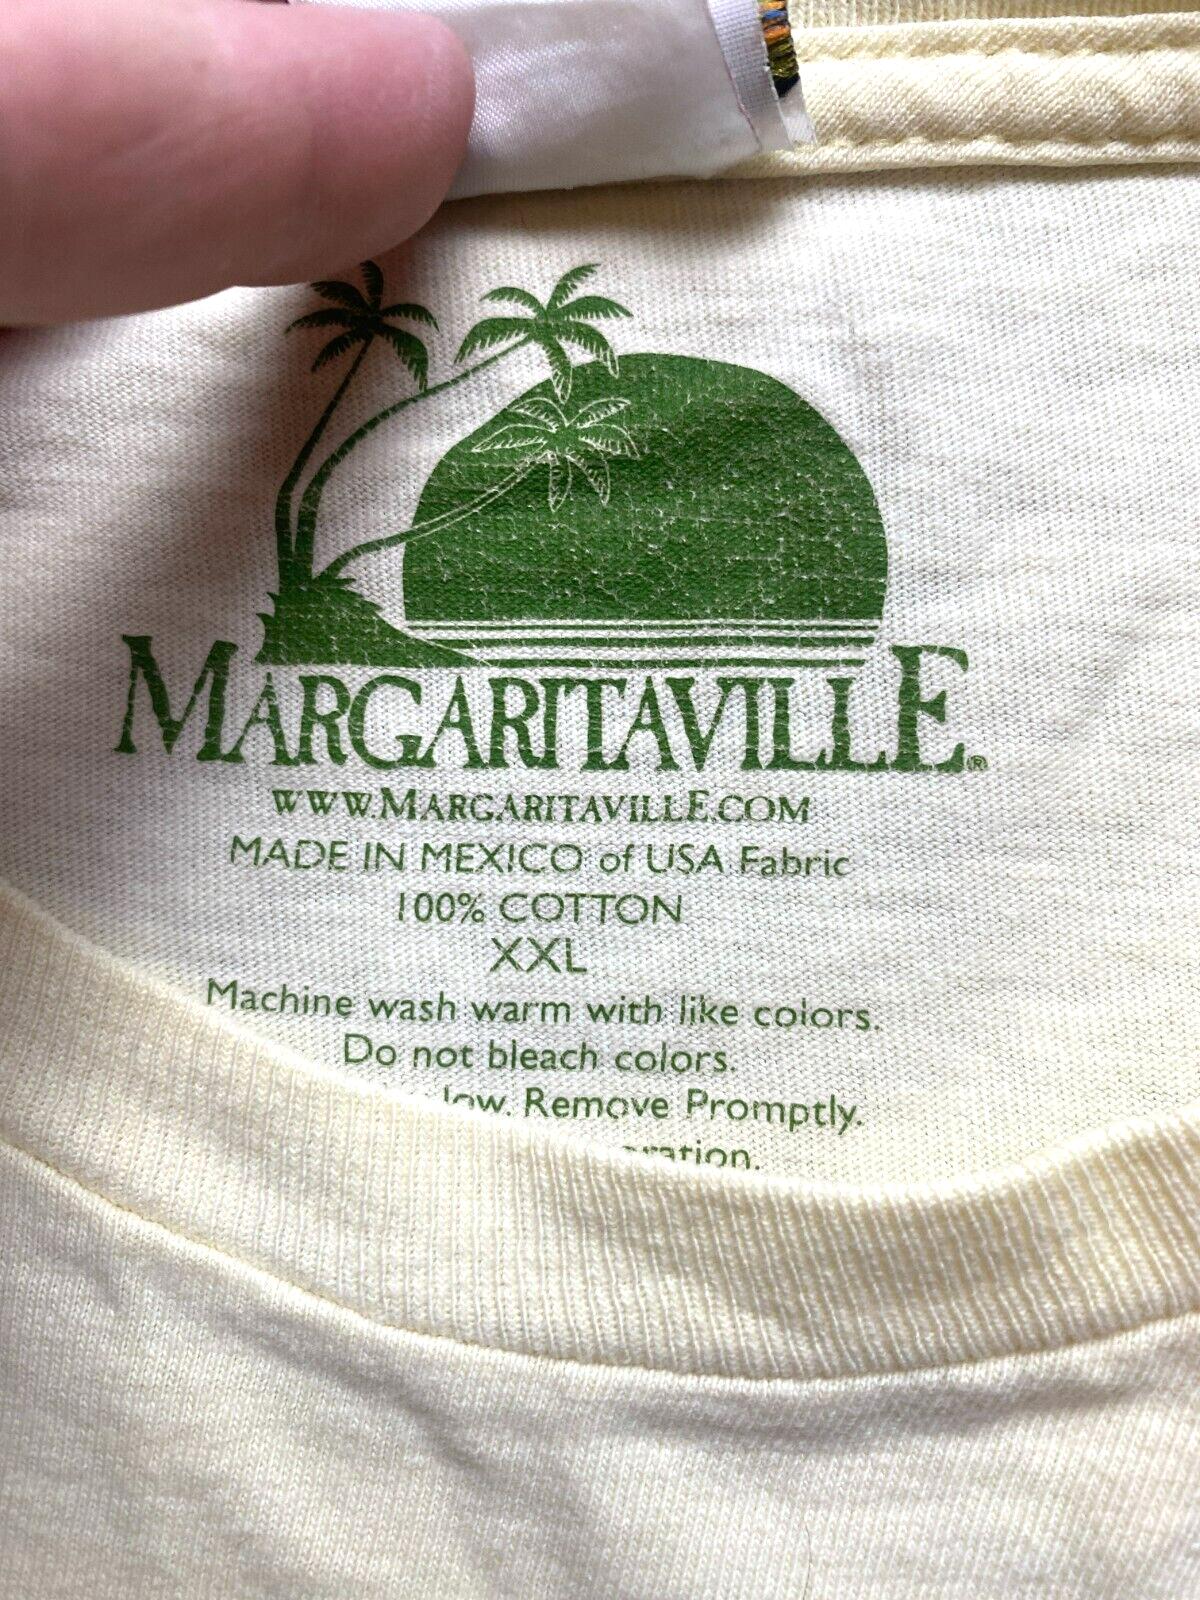 MARGARITAVILLE®
WWW.MARGARITAVILLE.COM
MADE IN MEXICO of USA Fabric
100% COTTON
XXL
Machine wash warm with like colors.
Do not bleach colors.
low. Remove Promptly.